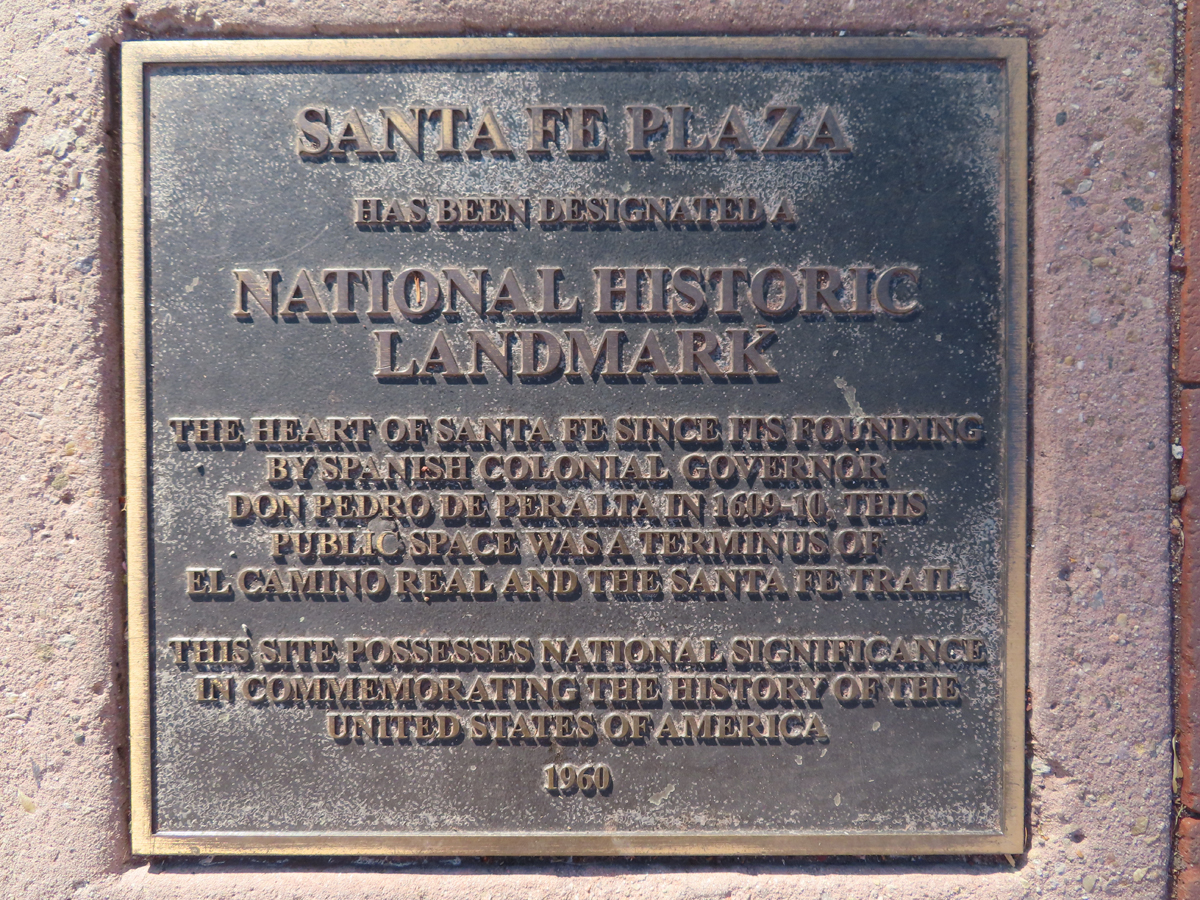 SANTA FE PLAZA
HAS BEEN DESIGNATED A
NATIONAL HISTORIC
LANDMARK
THE HEART OF SANTA FE SINCE ITS FOUNDING
BY SPANISH COLONIAL GOVERNOR
DON PEDRO DE PERALTA IN 1609-10. THIS
PUBLIC SPACE WAS A TERMINUS OF
EL CAMINO REAL AND THE SANTA FE TRAIL.
THIS SITE POSSESSES NATIONAL SIGNIFICANCE
IN COMMEMORATING THE HISTORY OF THE
UNITED STATES OF AMERICA
1960